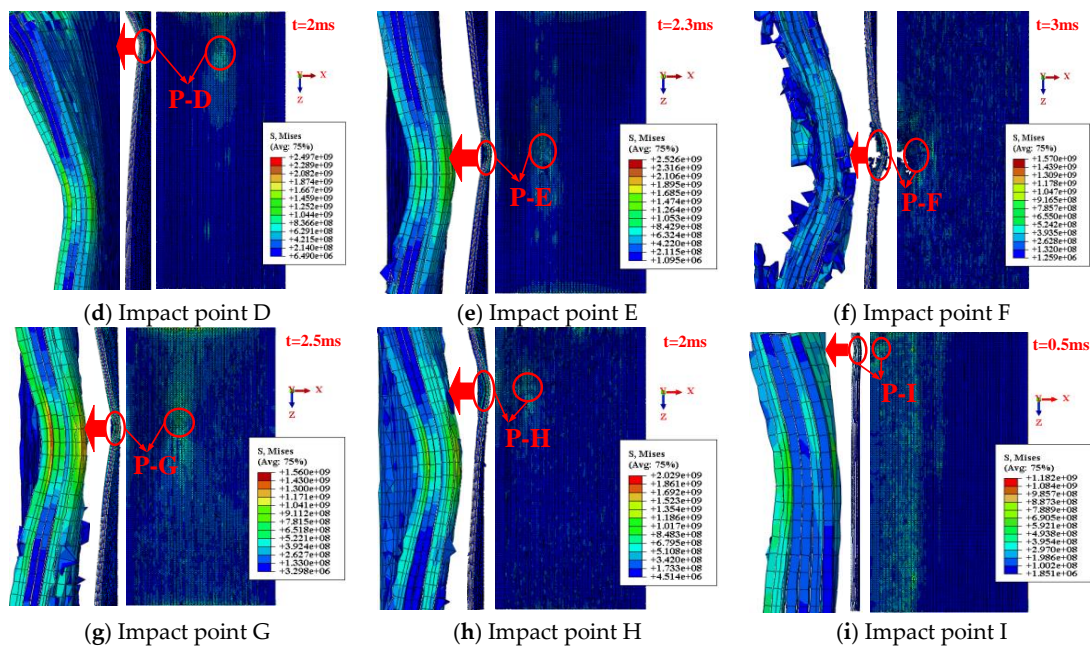 t=2ms
P-D
Y
X
Z
S, Mises
(Avg: 75%)
+2.497e+09
+2.289e+09
+2.082e+09
+1.874e+09
+1.667e+09
+1.459e+09
+1.252e+09
+1.044e+09
+8.366e+08
+6.291e+08
+4.215e+08
+2.140e+08
+6.490e+06
(d) Impact point D
t=2.3ms
P-E
Y
X
Z
S, Mises
(Avg: 75%)
+2.526e+09
+2.316e+09
+2.106e+09
+1.895e+09
+1.685e+09
+1.474e+09
+1.264e+09
+1.053e+09
+8.429e+08
+6.324e+08
+4.220e+08
+2.115e+08
+1.095e+06
(e) Impact point E
t=3ms
P-F
Y
X
Z
S, Mises
(Avg: 75%)
+1.570e+09
+1.439e+09
+1.309e+09
+1.178e+09
+1.047e+09
+9.165e+08
+7.857e+08
+6.550e+08
+5.242e+08
+3.935e+08
+2.628e+08
+1.320e+08
+1.259e+06
(f) Impact point F
t=2.5ms
P-G
Y
X
Z
S, Mises
(Avg: 75%)
+1.560e+09
+1.430e+09
+1.300e+09
+1.171e+09
+1.041e+09
+9.112e+08
+7.815e+08
+6.518e+08
+5.221e+08
+3.924e+08
+2.627e+08
+1.330e+08
+3.298e+06
(g) Impact point G
t=2ms
P-H
Y
X
Z
S, Mises
(Avg: 75%)
+2.029e+09
+1.861e+09
+1.692e+09
+1.523e+09
+1.354e+09
+1.186e+09
+1.017e+09
+8.483e+08
+6.795e+08
+5.108e+08
+3.420e+08
+1.733e+08
+4.514e+06
(h) Impact point H
t=0.5ms
P-I
Y
X
Z
S, Mises
(Avg: 75%)
+1.182e+09
+1.084e+09
+9.857e+08
+8.873e+08
+7.889e+08
+6.905e+08
+5.921e+08
+4.938e+08
+3.954e+08
+2.970e+08
+1.986e+08
+1.002e+08
+1.851e+06
(i) Impact point I